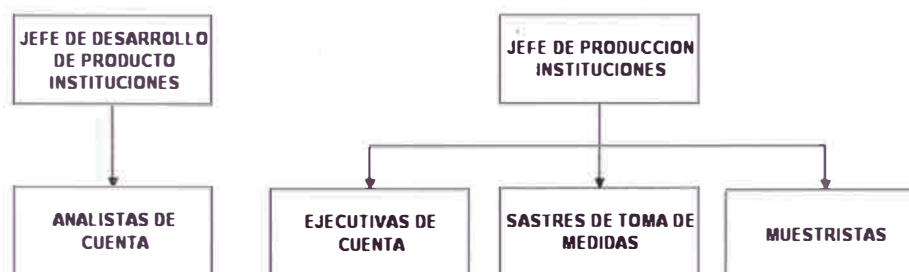 JEFE DE DESARROLLO
DE PRODUCTO
INSTITUCIONES
JEFE DE PRODUCCION
INSTITUCIONES
ANALISTAS DE
CUENTA
EJECUTIVAS DE
CUENTA
SASTRES DE TOMA DE
MEDIDAS
MUESTRISTAS